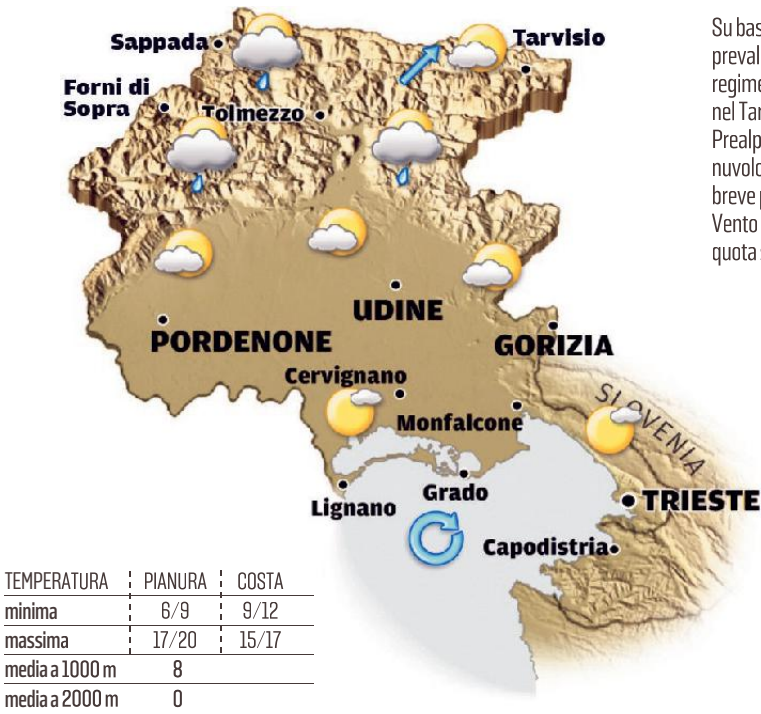 Sappada
Tarvisio
Forni di
Sopra
Tolmezzo
UDINE
PORDENONE
GORIZIA
Cervignano
Monfalcone
SLOVENIA
Lignano
Grado
TRIESTE
Capodistria
Su bas
preval
regime
nel Tar
Prealp
nuvolo
breve p
Vento
quota s
TEMPERATURA PIANURA COSTA
minima 6/9 9/12
massima 17/20 15/17
media a 1000 m 8
media a 2000 m 0